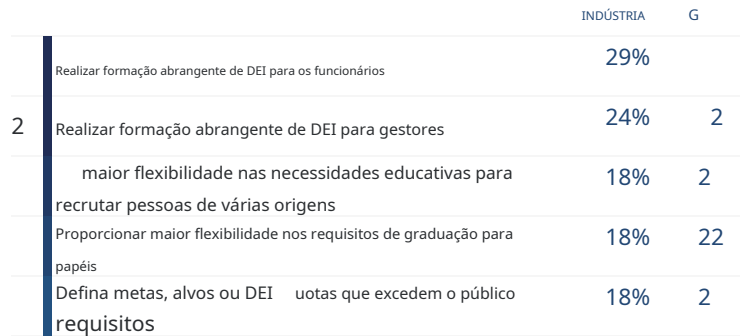 INDÚSTRIA G
Realizar formação abrangente de DEI para os funcionários 29%
2 Realizar formação abrangente de DEI para gestores 24% 2
maior flexibilidade nas necessidades educativas para
recrutar pessoas de várias origens 18% 2
Proporcionar maior flexibilidade nos requisitos de graduação para
papéis 18% 22
Defina metas, alvos ou DEI uotas que excedem o público
requisitos 18% 2